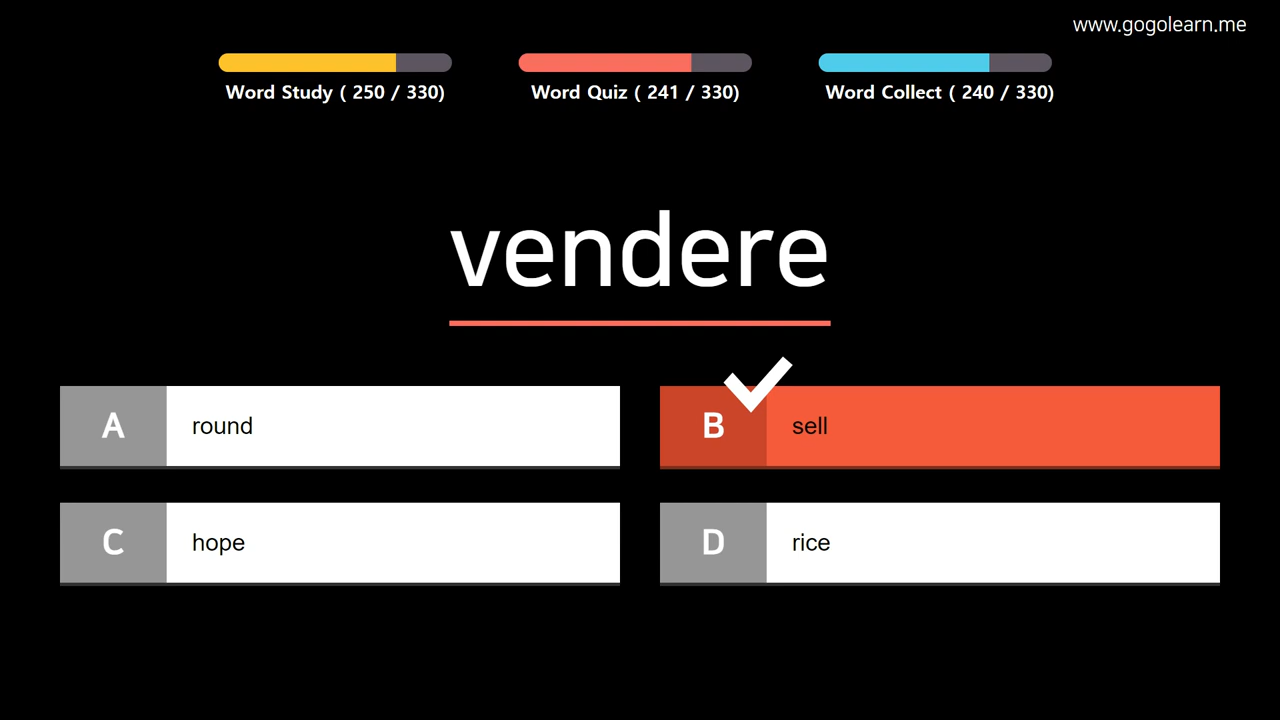 www.gogolearn.me
Word Study ( 250 / 330)
Word Quiz ( 241 / 330)
Word Collect ( 240 / 330)
vendere
A round
B sell
C hope
D rice